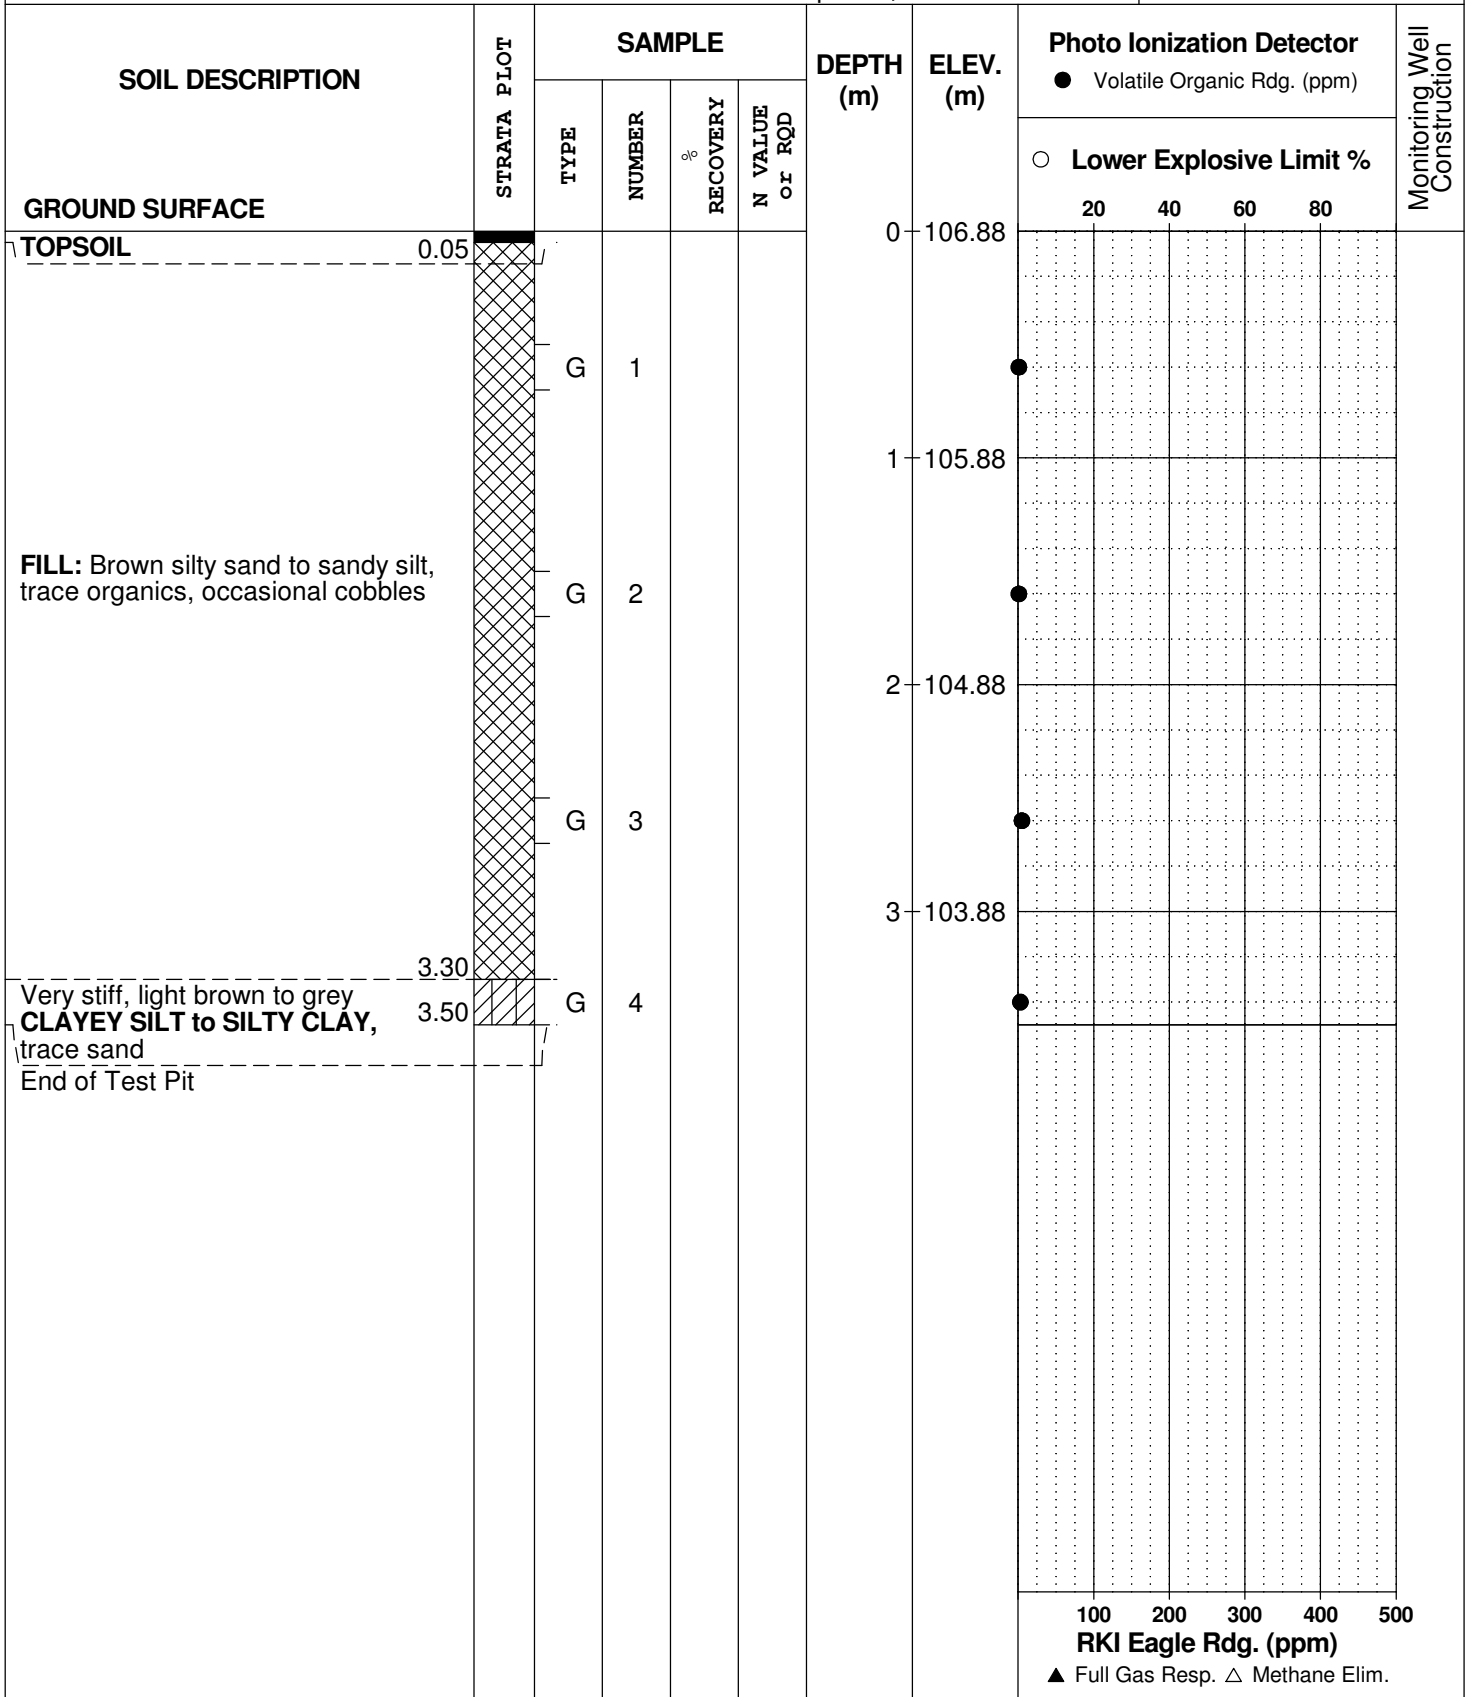 SOIL DESCRIPTION
GROUND SURFACE
STRATA PLOT
SAMPLE
TYPE
NUMBER
%
RECOVERY
N VALUE
or RQD
DEPTH
(m)
ELEV.
(m)
Photo Ionization Detector
● Volatile Organic Rdg. (ppm)
○ Lower Explosive Limit %
20 40 60 80
Monitoring Well
Construction
0 106.88
TOPSOIL 0.05
G 1
1 105.88
FILL: Brown silty sand to sandy silt,
trace organics, occasional cobbles
G 2
2 104.88
G 3
3 103.88
3.30
Very stiff, light brown to grey
CLAYEY SILT to SILTY CLAY,
trace sand
3.50
G 4
End of Test Pit
100 200 300 400 500
RKI Eagle Rdg. (ppm)
▲ Full Gas Resp. △ Methane Elim.